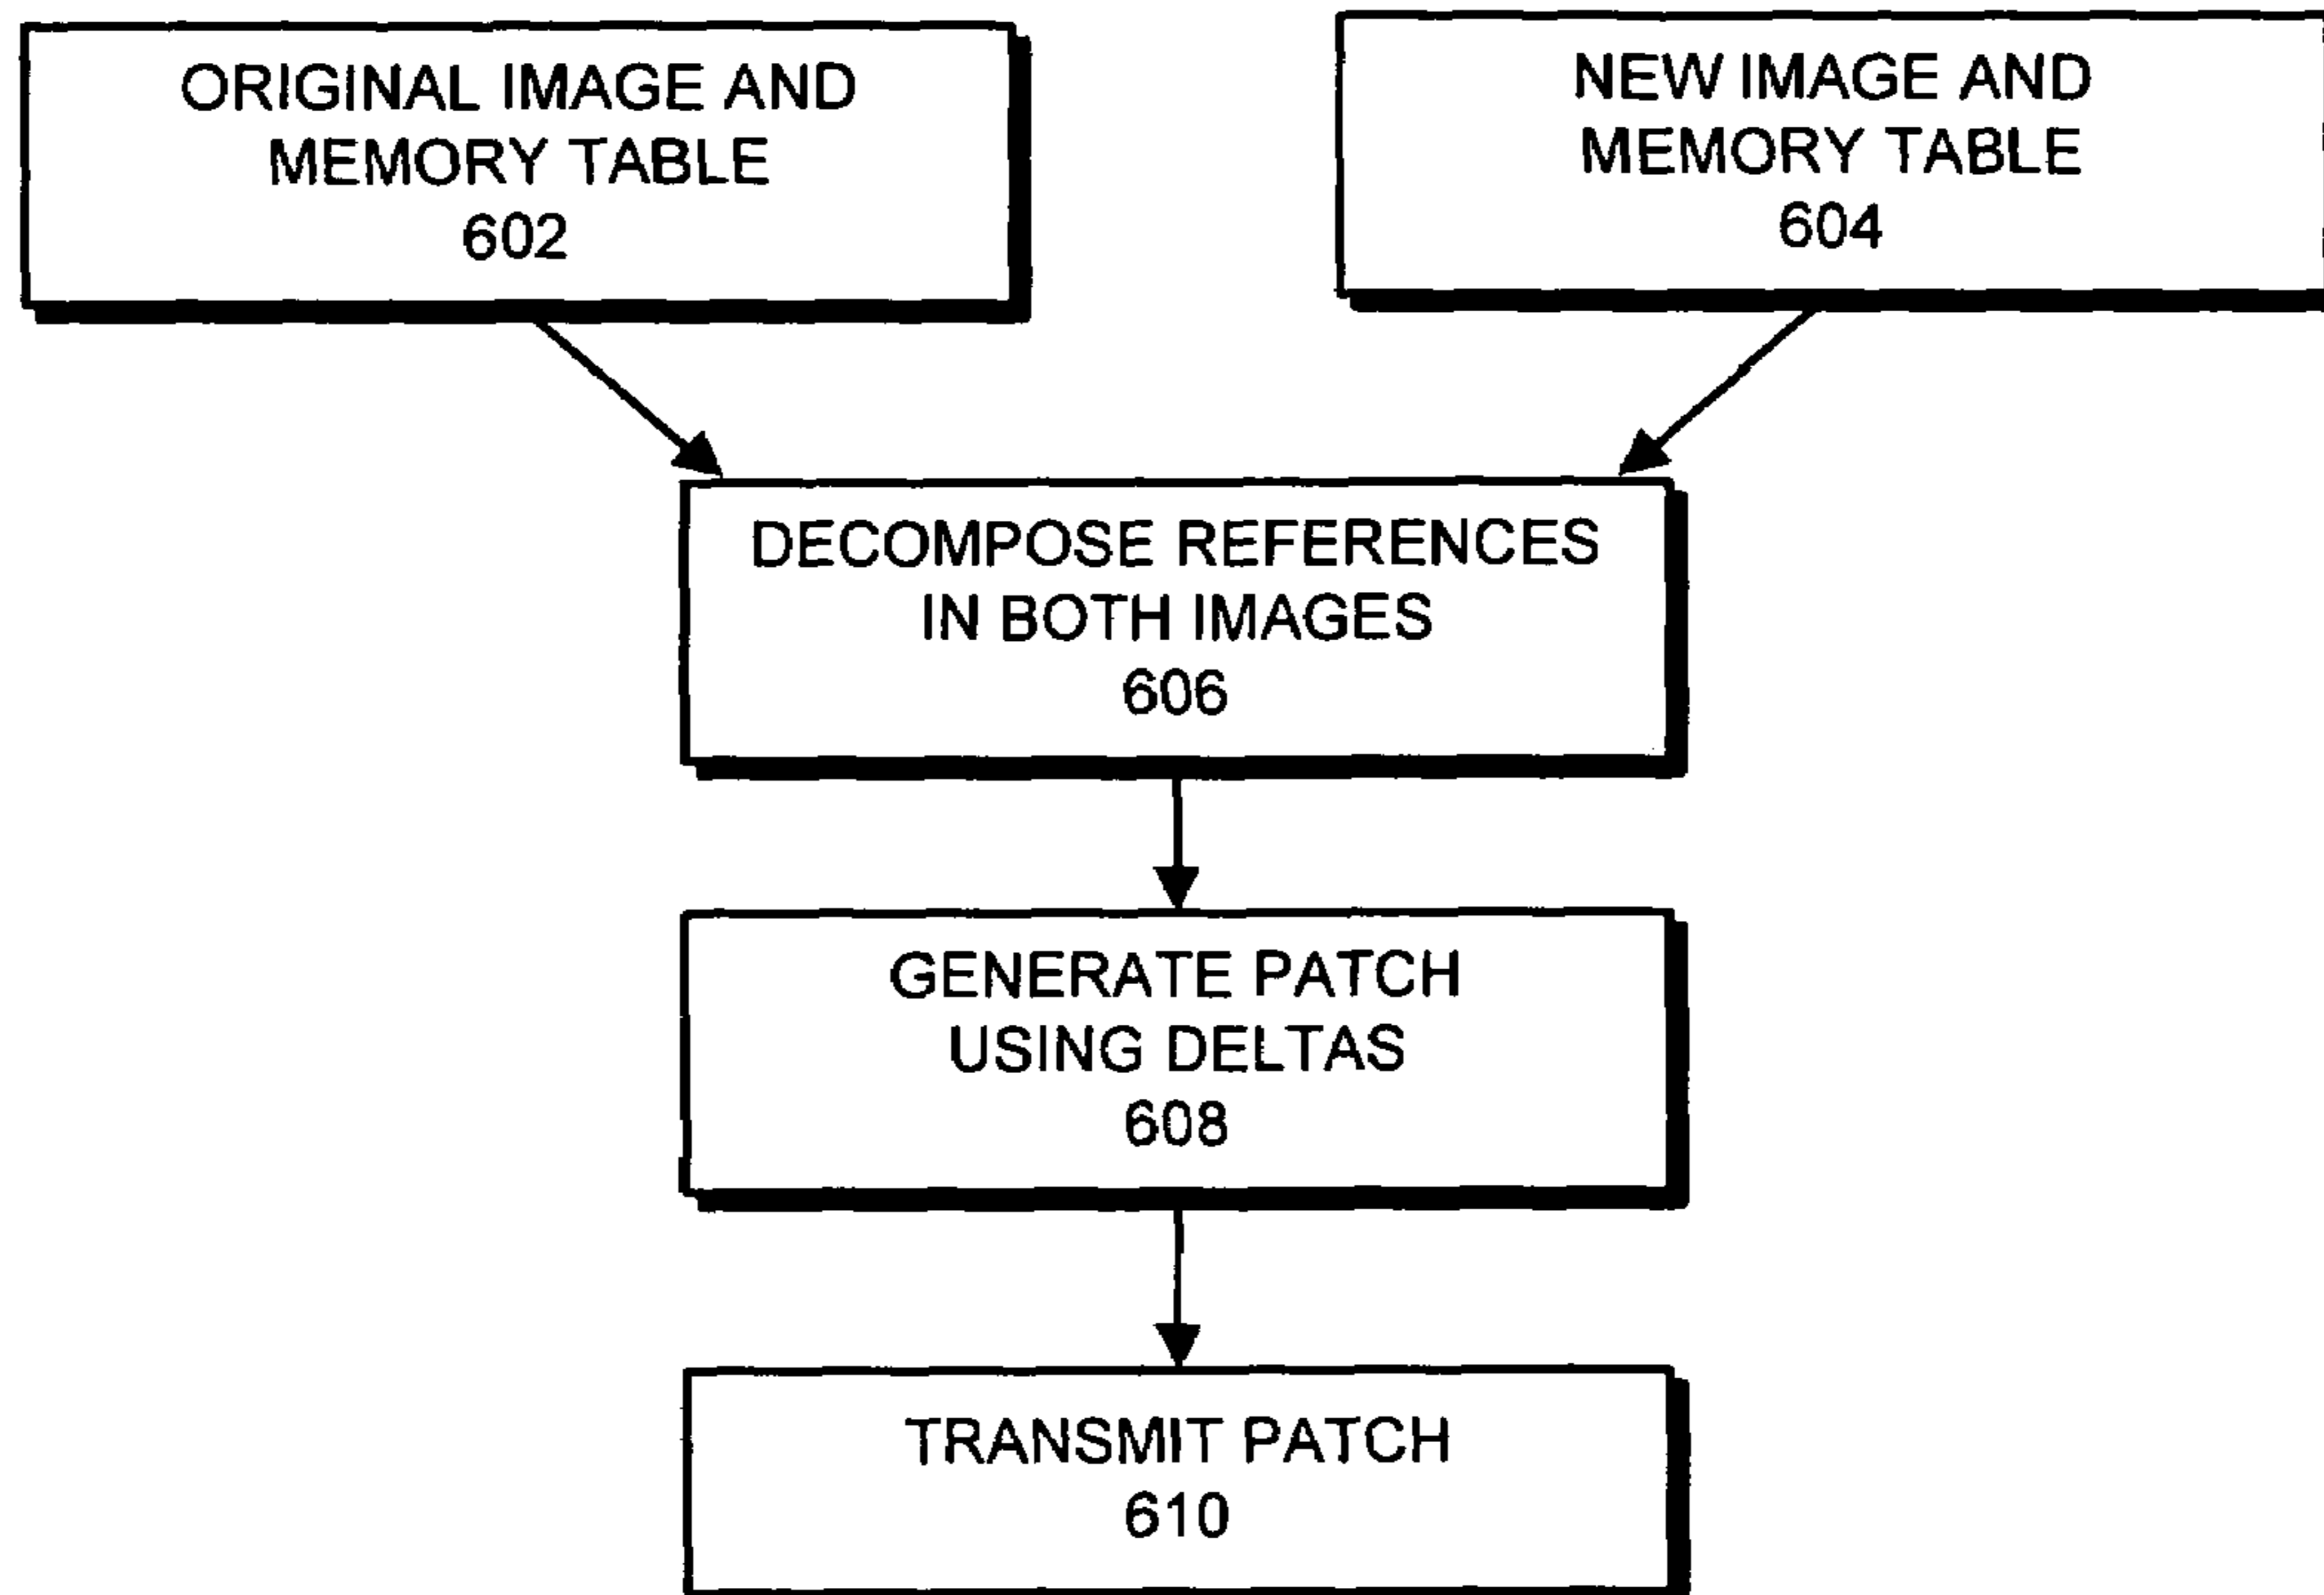 ORIGINAL IMAGE AND
MEMORY TABLE
602
NEW IMAGE AND
MEMORY TABLE
604
DECOMPOSE REFERENCES
IN BOTH IMAGES
606
GENERATE PATCH
USING DELTAS
608
TRANSMIT PATCH
610